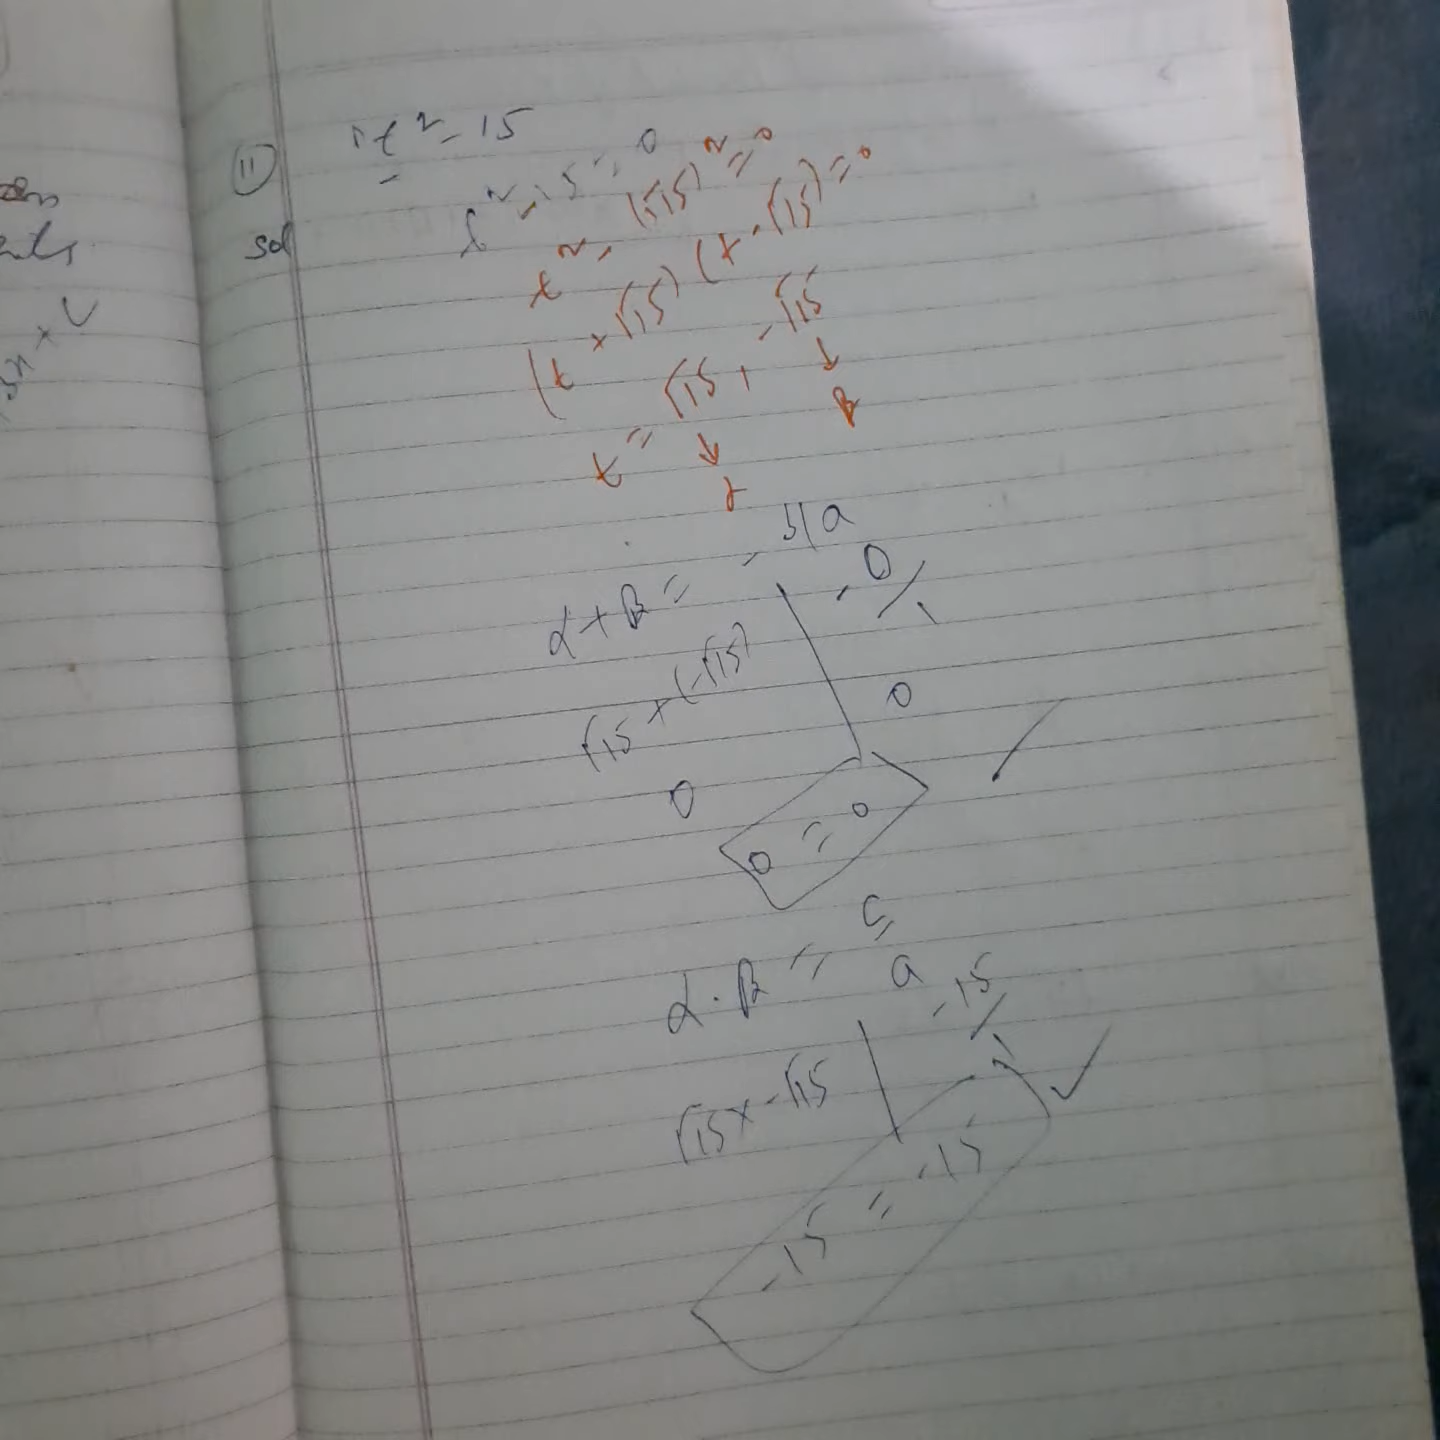 (11) 1t² - 15
sol t² - 15 = 0
t² - (√15)² = 0
(t + √15) (t - √15) = 0
t = √15, -√15
↓ ↓
α β
α + β = -b/a
√15 + (-√15) | -0/1
0 0
0 = 0
α . β = c/a
√15 × -√15 | -15/1
-15 = -15